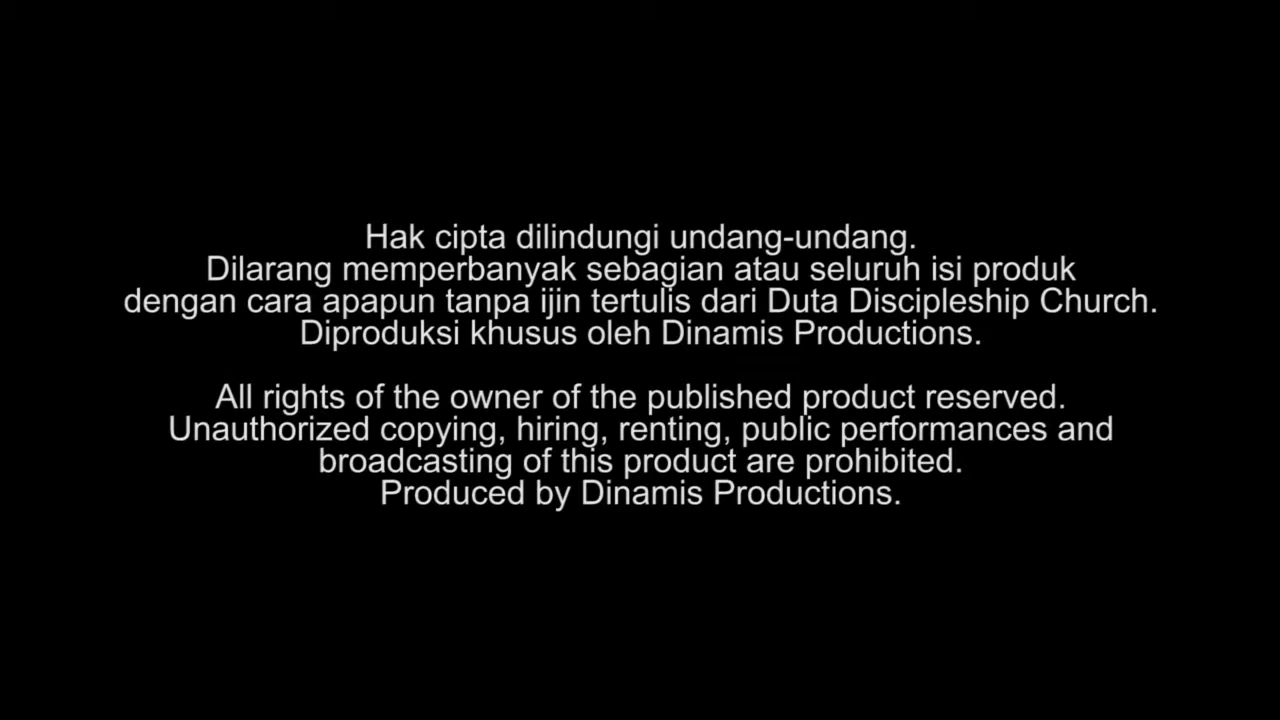 Hak cipta dilindungi undang-undang.
Dilarang memperbanyak sebagian atau seluruh isi produk
dengan cara apapun tanpa ijin tertulis dari Duta Discipleship Church.
Diproduksi khusus oleh Dinamis Productions.
All rights of the owner of the published product reserved.
Unauthorized copying, hiring, renting, public performances and
broadcasting of this product are prohibited.
Produced by Dinamis Productions.